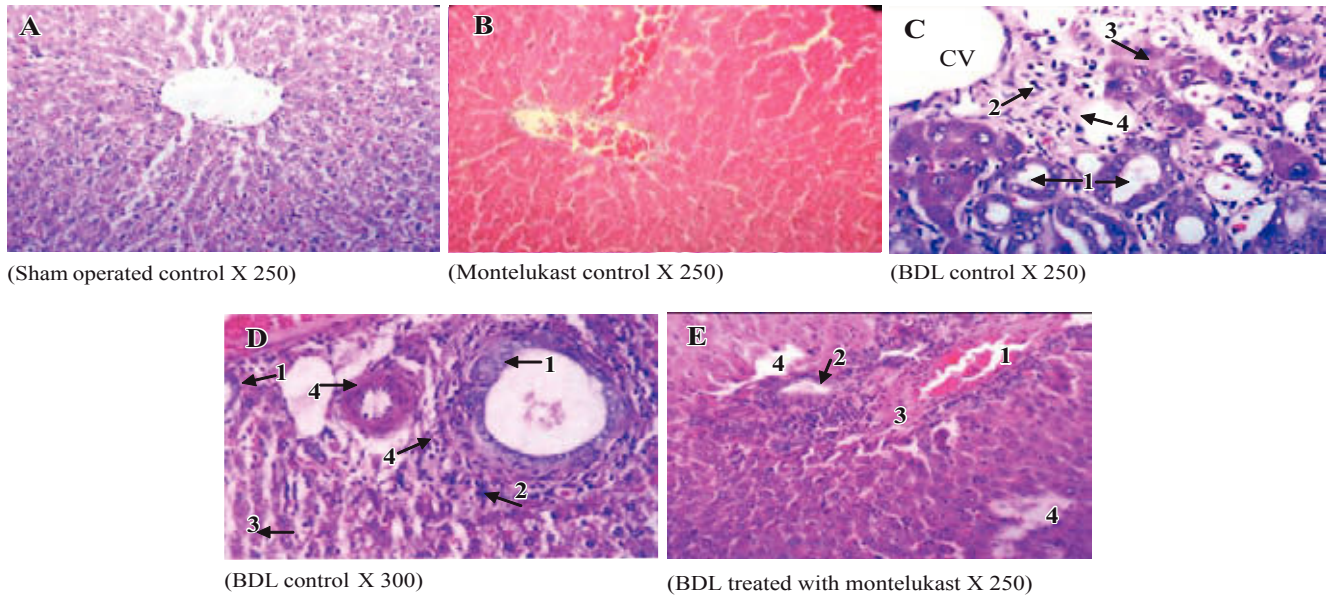 A
(Sham operated control X 250)
B
(Montelukast control X 250)
C
CV
3
2
4
1
(BDL control X 250)
D
1
4
1
4
2
3
(BDL control X 300)
E
4
2
1
3
4
(BDL treated with montelukast X 250)